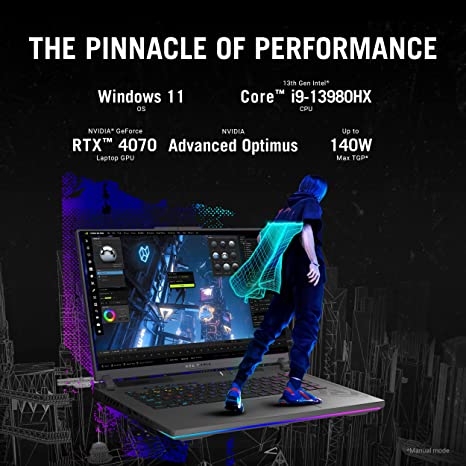 THE PINNACLE OF PERFORMANCE
Windows 11
OS
13th Gen Intel®
Core™ i9-13980HX
CPU
NVIDIA® GeForce
RTX™ 4070
Laptop GPU
NVIDIA
Advanced Optimus
Up to
140W
Max TGP*
*Manual mode